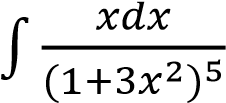 ∫ xdx / (1+3x²)⁵